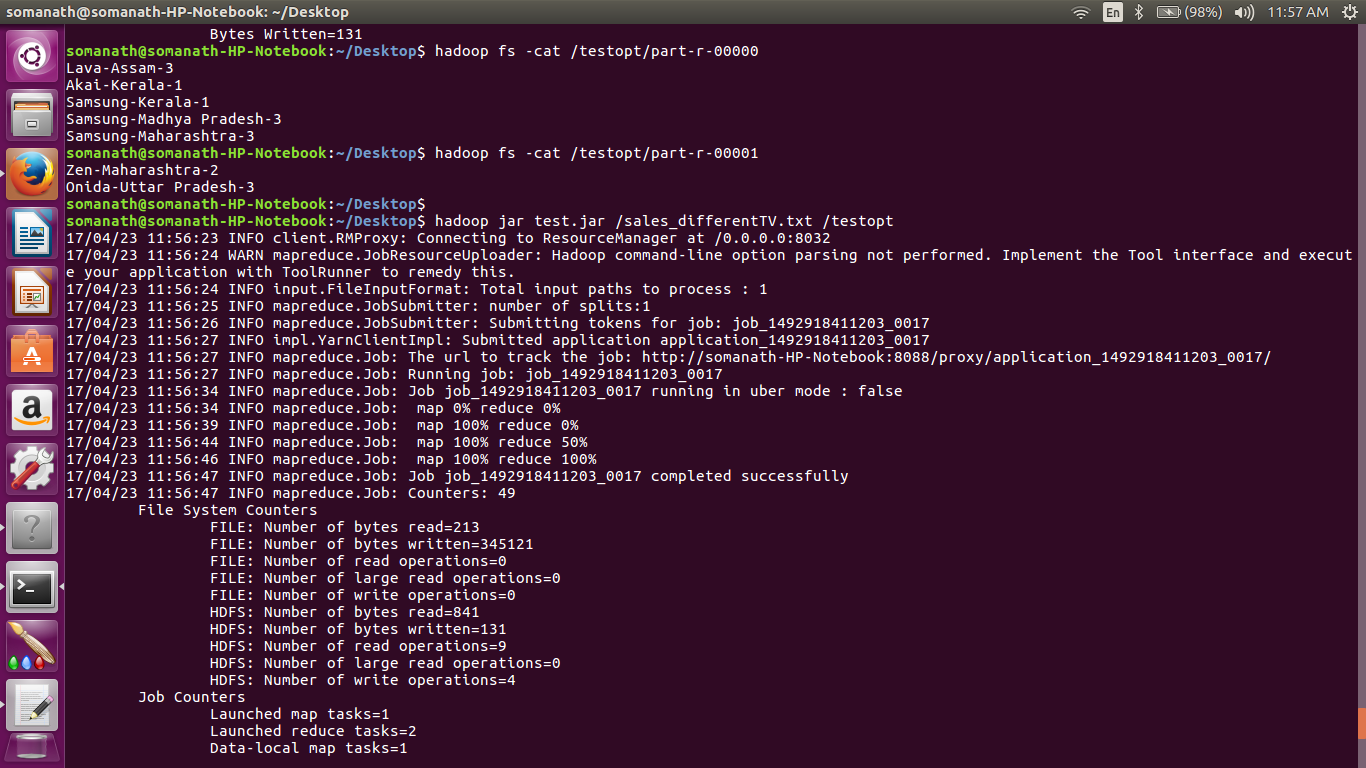 somanath@somanath-HP-Notebook: ~/Desktop
En
(98%)
11:57 AM
Bytes Written=131
somanath@somanath-HP-Notebook:~/Desktop$ hadoop fs -cat /testopt/part-r-00000
Lava-Assam-3
Akai-Kerala-1
Samsung-Kerala-1
Samsung-Madhya Pradesh-3
Samsung-Maharashtra-3
somanath@somanath-HP-Notebook:~/Desktop$ hadoop fs -cat /testopt/part-r-00001
Zen-Maharashtra-2
Onida-Uttar Pradesh-3
somanath@somanath-HP-Notebook:~/Desktop$
somanath@somanath-HP-Notebook:~/Desktop$ hadoop jar test.jar /sales_differentTV.txt /testopt
17/04/23 11:56:23 INFO client.RMProxy: Connecting to ResourceManager at /0.0.0.0:8032
17/04/23 11:56:24 WARN mapreduce.JobResourceUploader: Hadoop command-line option parsing not performed. Implement the Tool interface and execut
e your application with ToolRunner to remedy this.
17/04/23 11:56:24 INFO input.FileInputFormat: Total input paths to process : 1
17/04/23 11:56:25 INFO mapreduce.JobSubmitter: number of splits:1
17/04/23 11:56:26 INFO mapreduce.JobSubmitter: Submitting tokens for job: job_1492918411203_0017
17/04/23 11:56:27 INFO impl.YarnClientImpl: Submitted application application_1492918411203_0017
17/04/23 11:56:27 INFO mapreduce.Job: The url to track the job: http://somanath-HP-Notebook:8088/proxy/application_1492918411203_0017/
17/04/23 11:56:27 INFO mapreduce.Job: Running job: job_1492918411203_0017
17/04/23 11:56:34 INFO mapreduce.Job: Job job_1492918411203_0017 running in uber mode : false
17/04/23 11:56:34 INFO mapreduce.Job:  map 0% reduce 0%
17/04/23 11:56:39 INFO mapreduce.Job:  map 100% reduce 0%
17/04/23 11:56:44 INFO mapreduce.Job:  map 100% reduce 50%
17/04/23 11:56:46 INFO mapreduce.Job:  map 100% reduce 100%
17/04/23 11:56:47 INFO mapreduce.Job: Job job_1492918411203_0017 completed successfully
17/04/23 11:56:47 INFO mapreduce.Job: Counters: 49
File System Counters
FILE: Number of bytes read=213
FILE: Number of bytes written=345121
FILE: Number of read operations=0
FILE: Number of large read operations=0
FILE: Number of write operations=0
HDFS: Number of bytes read=841
HDFS: Number of bytes written=131
HDFS: Number of read operations=9
HDFS: Number of large read operations=0
HDFS: Number of write operations=4
Job Counters
Launched map tasks=1
Launched reduce tasks=2
Data-local map tasks=1